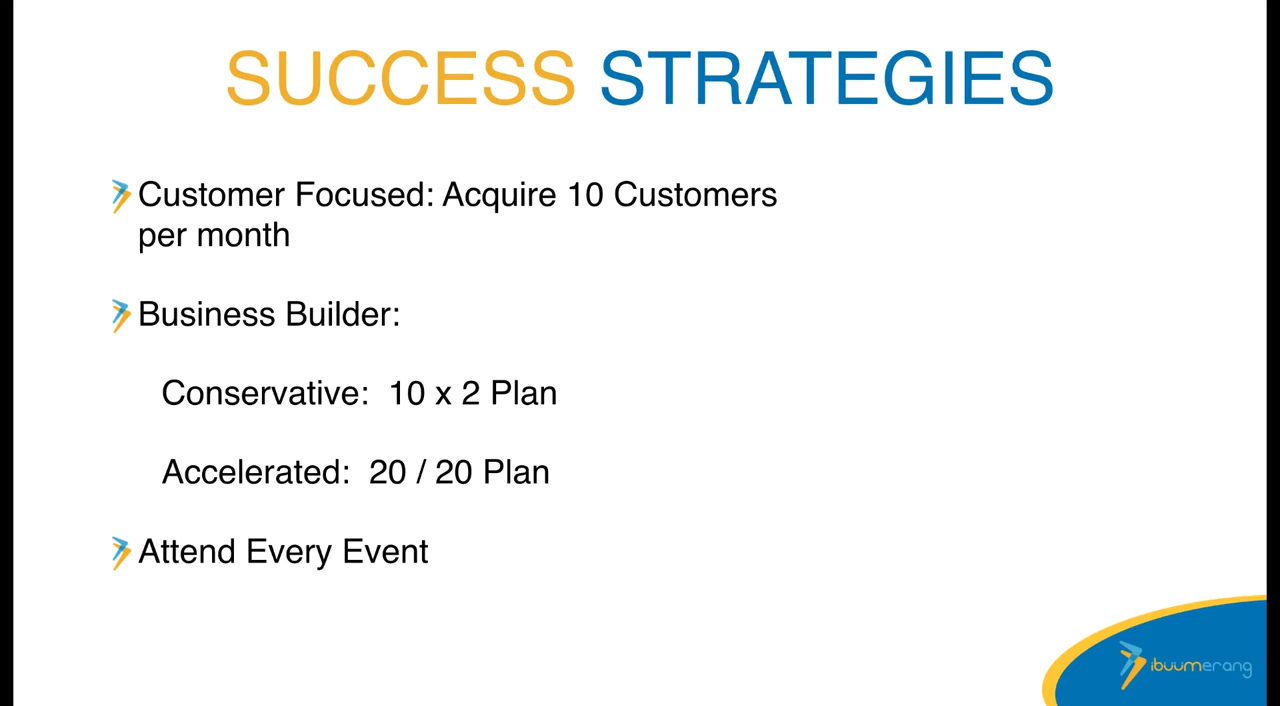 SUCCESS STRATEGIES
Customer Focused: Acquire 10 Customers
per month
Business Builder:
Conservative: 10 x 2 Plan
Accelerated: 20 / 20 Plan
Attend Every Event
ibuumerang